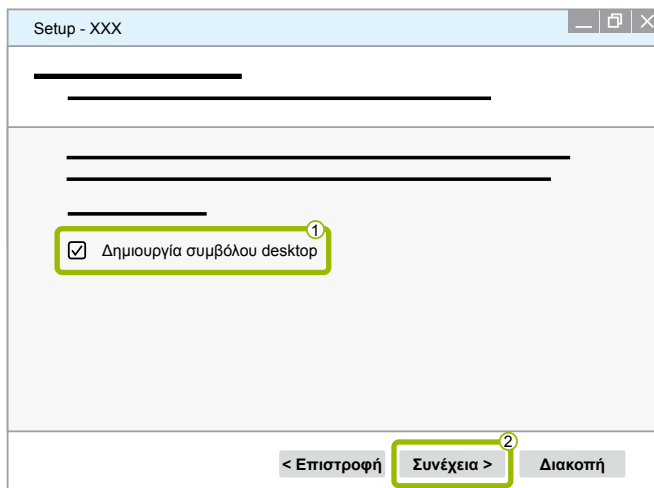 Setup - XXX
1
Δημιουργία συμβόλου desktop
2
< Επιστροφή Συνέχεια > Διακοπή